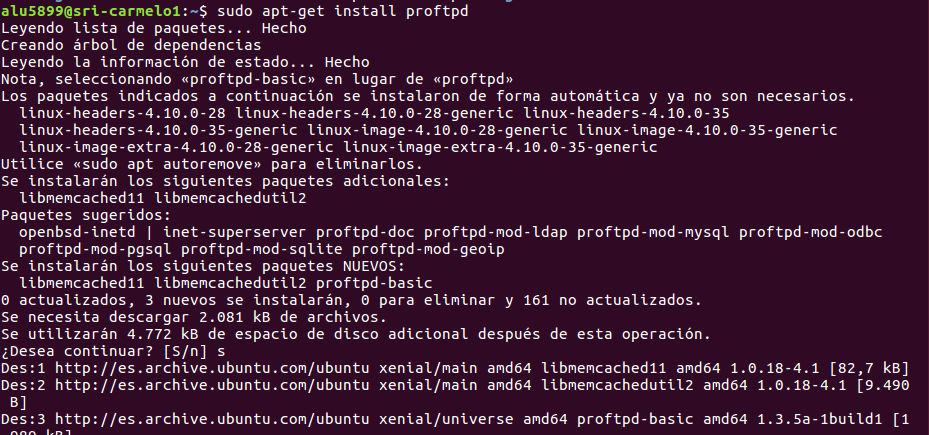 alu5899@sri-carmelo1:~$ sudo apt-get install proftpd
Leyendo lista de paquetes... Hecho
Creando árbol de dependencias
Leyendo la información de estado... Hecho
Nota, seleccionando «proftpd-basic» en lugar de «proftpd»
Los paquetes indicados a continuación se instalaron de forma automática y ya no son necesarios.
  linux-headers-4.10.0-28 linux-headers-4.10.0-28-generic linux-headers-4.10.0-35
  linux-headers-4.10.0-35-generic linux-image-4.10.0-28-generic linux-image-4.10.0-35-generic
  linux-image-extra-4.10.0-28-generic linux-image-extra-4.10.0-35-generic
Utilice «sudo apt autoremove» para eliminarlos.
Se instalarán los siguientes paquetes adicionales:
  libmemcached11 libmemcachedutil2
Paquetes sugeridos:
  openbsd-inetd | inet-superserver proftpd-doc proftpd-mod-ldap proftpd-mod-mysql proftpd-mod-odbc
  proftpd-mod-pgsql proftpd-mod-sqlite proftpd-mod-geoip
Se instalarán los siguientes paquetes NUEVOS:
  libmemcached11 libmemcachedutil2 proftpd-basic
0 actualizados, 3 nuevos se instalarán, 0 para eliminar y 161 no actualizados.
Se necesita descargar 2.081 kB de archivos.
Se utilizarán 4.772 kB de espacio de disco adicional después de esta operación.
¿Desea continuar? [S/n] s
Des:1 http://es.archive.ubuntu.com/ubuntu xenial/main amd64 libmemcached11 amd64 1.0.18-4.1 [82,7 kB]
Des:2 http://es.archive.ubuntu.com/ubuntu xenial/main amd64 libmemcachedutil2 amd64 1.0.18-4.1 [9.490
 B]
Des:3 http://es.archive.ubuntu.com/ubuntu xenial/universe amd64 proftpd-basic amd64 1.3.5a-1build1 [1